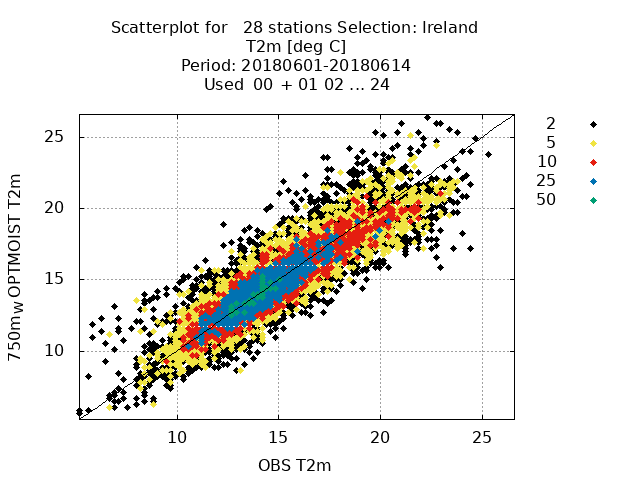 Scatterplot for 28 stations Selection: Ireland
T2m [deg C]
Period: 20180601-20180614
Used 00 + 01 02 ... 24
2
5
10
25
50
25
20
15
10
750mW OPTMOIST T2m
10 15 20 25
OBS T2m